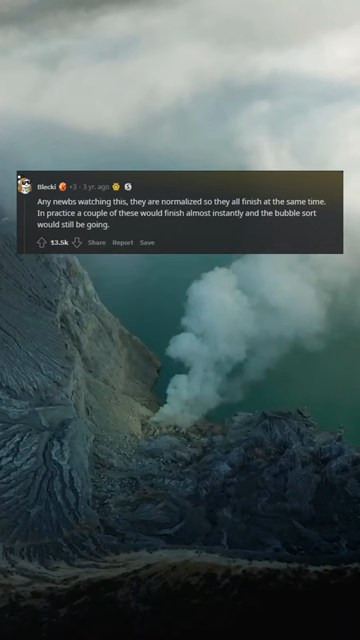 Blecki +3 · 3 yr. ago S
Any newbs watching this, they are normalized so they all finish at the same time.
In practice a couple of these would finish almost instantly and the bubble sort
would still be going.
13.5k Share Report Save